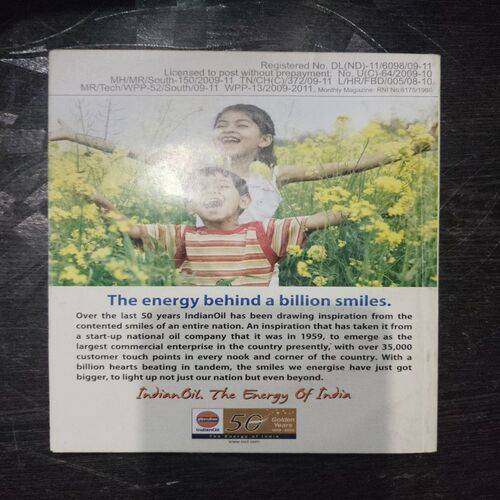 Registered No. DL(ND)-11/6098/09-11
Licensed to post without prepayment: No. U(C)-64/2009-10
MH/MR/South-150/2009-11 TN/CH(C)/372/09-11 L/HR/FBD/005/08-10.
MR/Tech/WPP-52/South/09-11 WPP-13/2009-2011. Monthly Magazine: RNI No.
The energy behind a billion smiles.
Over the last 50 years IndianOil has been drawing inspiration from the
contented smiles of an entire nation. An inspiration that has taken it from
a start-up national oil company that it was in 1959, to emerge as the
largest commercial enterprise in the country presently, with over 35,000
customer touch points in every nook and corner of the country. With a
billion hearts beating in tandem, the smiles we energise have just got
bigger, to light up not just our nation but even beyond.
IndianOil. The Energy Of India
IndianOil
50
Golden
Years
The Energy of India
www.iocl.com